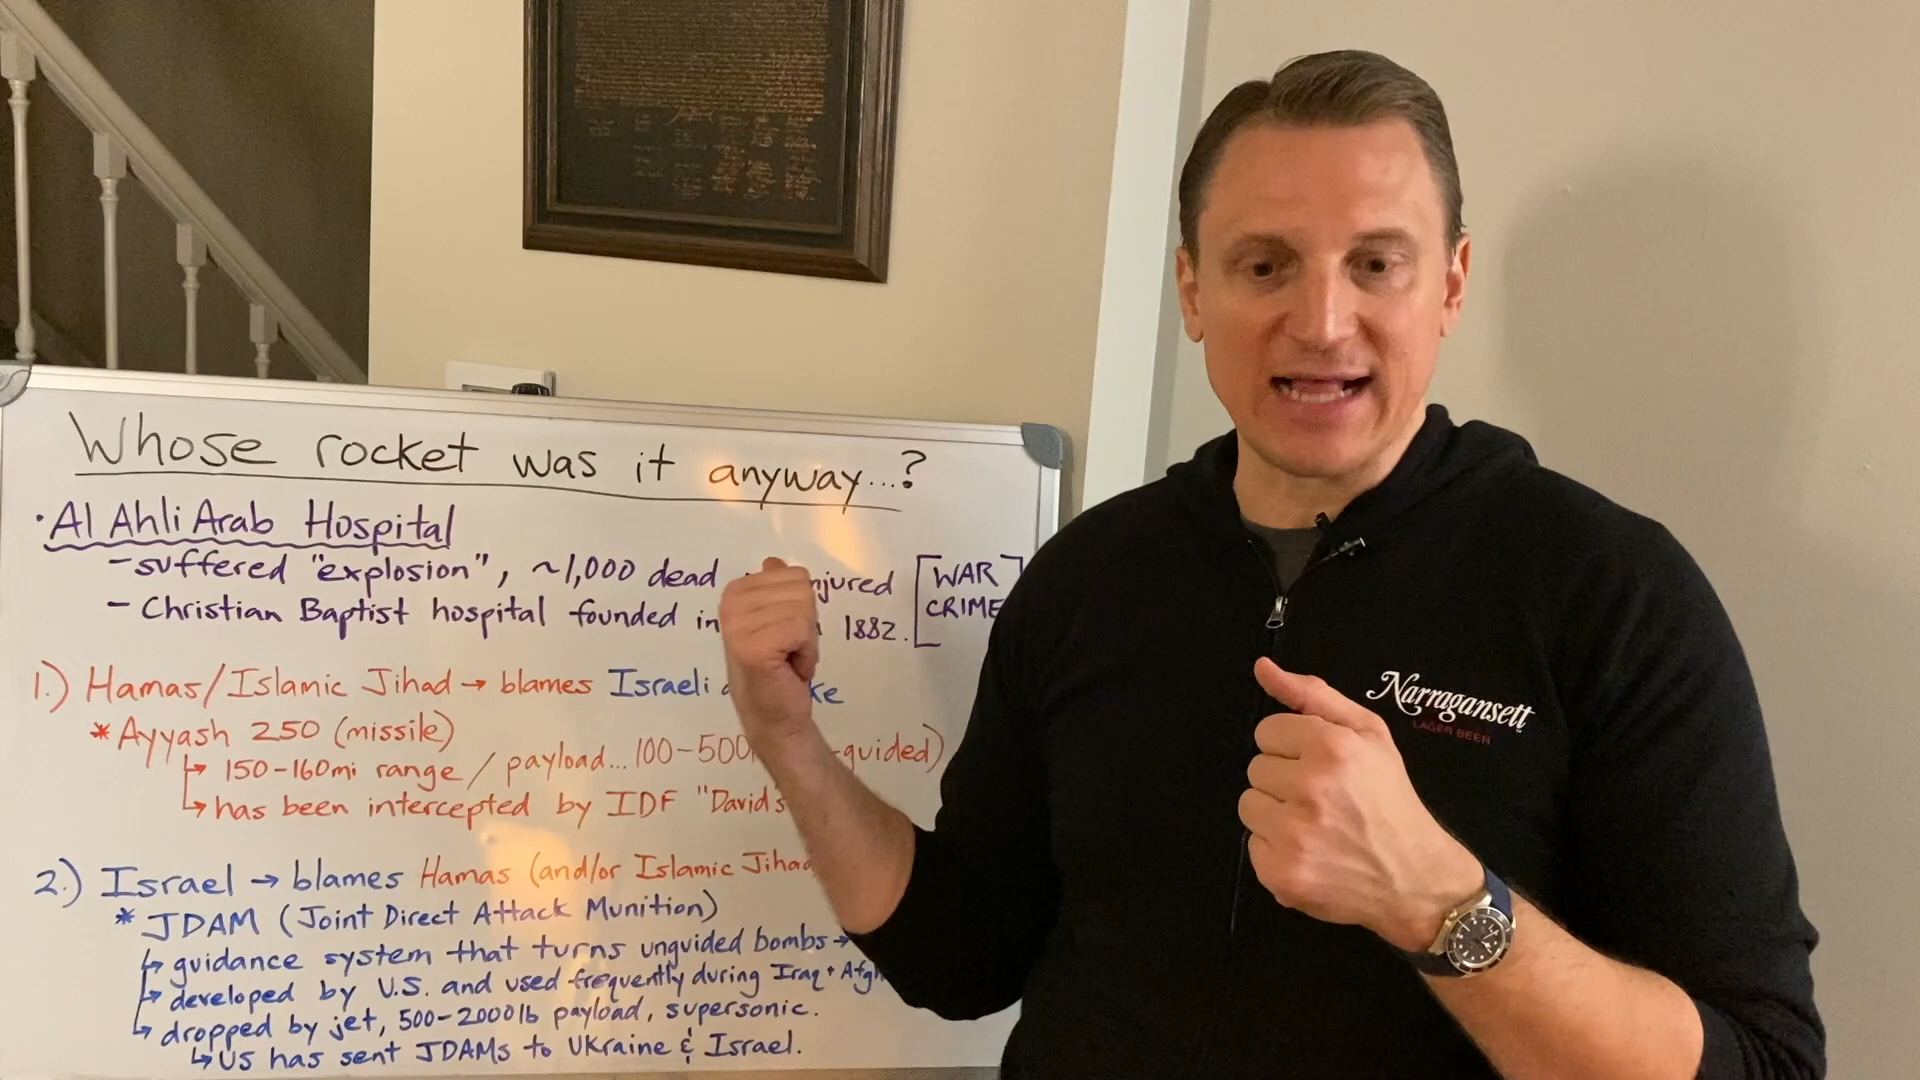 Whose rocket was it anyway...?
• Al Ahli Arab Hospital
- suffered "explosion", ~1,000 dead injured
- Christian Baptist hospital founded in 1882.
[WAR
CRIME
1.) Hamas/Islamic Jihad → blames Israeli
* Ayyash 250 (missile)
↳ 150-160mi range / payload... 100-500 -guided)
↳ has been intercepted by IDF "David's
2.) Israel → blames Hamas (and/or Islamic Jihad
* JDAM (Joint Direct Attack Munition)
↳ guidance system that turns unguided bombs →
↳ developed by U.S. and used frequently during Iraq + Afgh
↳ dropped by jet, 500-2000lb payload, supersonic.
↳ US has sent JDAMs to Ukraine & Israel.
Narragansett
LAGER BEER